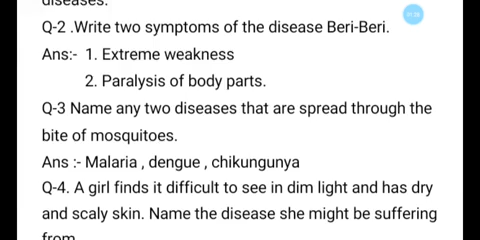 diseases.
Q-2 .Write two symptoms of the disease Beri-Beri.
Ans:- 1. Extreme weakness
2. Paralysis of body parts.
Q-3 Name any two diseases that are spread through the
bite of mosquitoes.
Ans :- Malaria , dengue , chikungunya
Q-4. A girl finds it difficult to see in dim light and has dry
and scaly skin. Name the disease she might be suffering
from